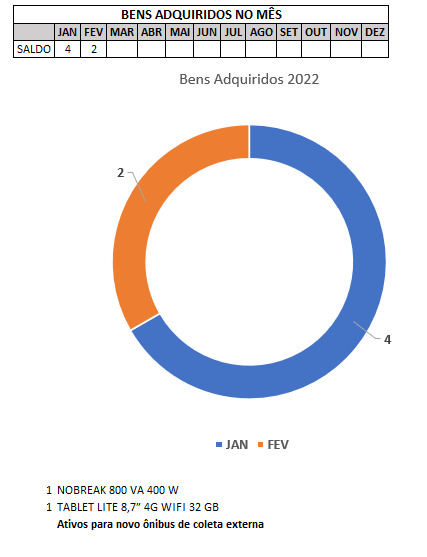 BENS ADQUIRIDOS NO MÊS
JAN FEV MAR ABR MAI JUN JUL AGO SET OUT NOV DEZ
SALDO 4 2
Bens Adquiridos 2022
2
4
JAN FEV
1 NOBREAK 800 VA 400 W
1 TABLET LITE 8,7” 4G WIFI 32 GB
Ativos para novo ônibus de coleta externa